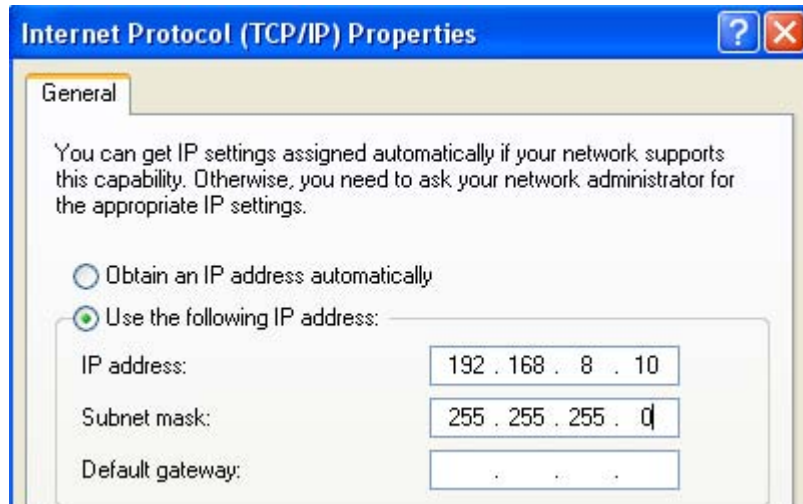 Internet Protocol (TCP/IP) Properties
General
You can get IP settings assigned automatically if your network supports
this capability. Otherwise, you need to ask your network administrator for
the appropriate IP settings.
Obtain an IP address automatically
Use the following IP address:
IP address: 192 . 168 . 8 . 10
Subnet mask: 255 . 255 . 255 . 0
Default gateway: . . .